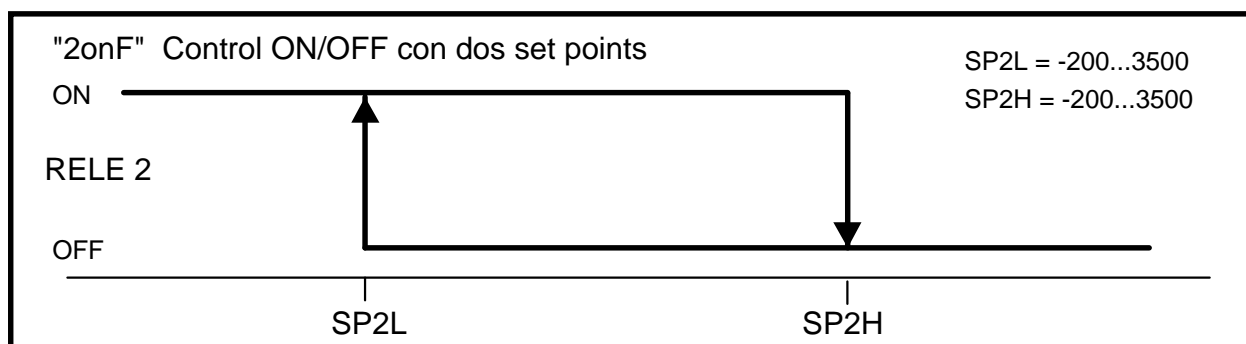 "2onF" Control ON/OFF con dos set points
SP2L = -200...3500
SP2H = -200...3500
ON
RELE 2
OFF
SP2L
SP2H